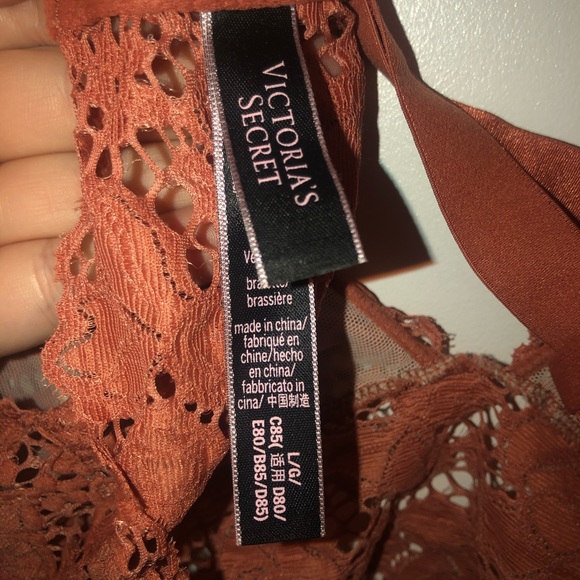 VICTORIA'S
SECRET
brassière
made in china/
fabriqué en
chine/hecho
en china/
fabbricato in
cina/ 中国制造
L/G/
C85( 适用 D80/
E80/B85/D85)